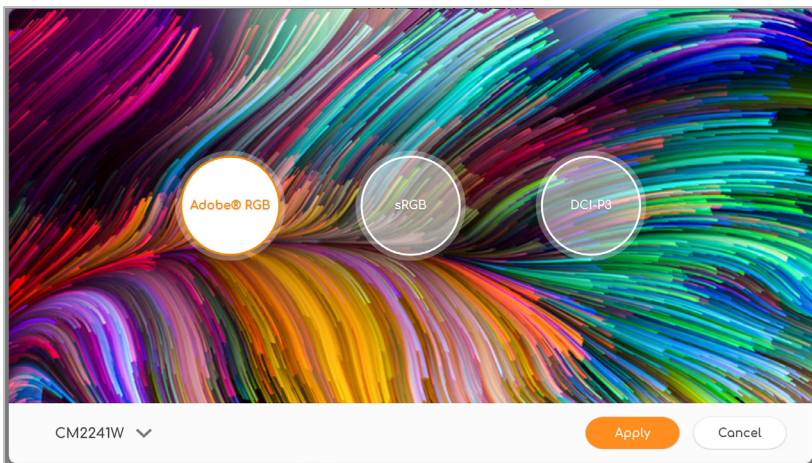 Adobe® RGB
sRGB
DCI-P3
CM2241W
Apply
Cancel